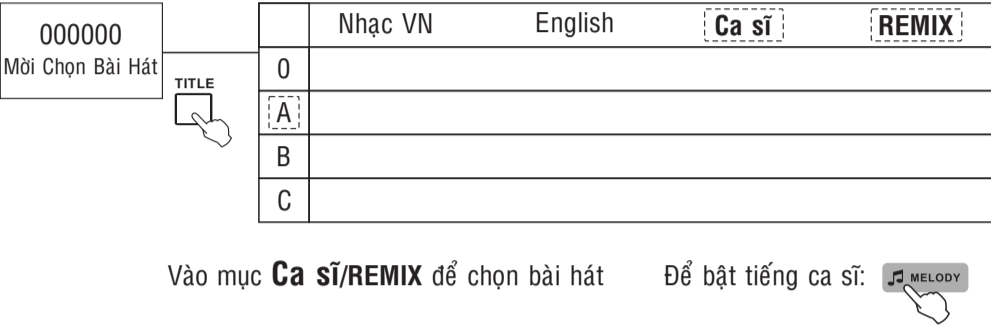 000000
Mời Chọn Bài Hát
TITLE
Nhạc VN English Ca sĩ REMIX
0
A
B
C
Vào mục Ca sĩ/REMIX để chọn bài hát
Để bật tiếng ca sĩ: MELODY